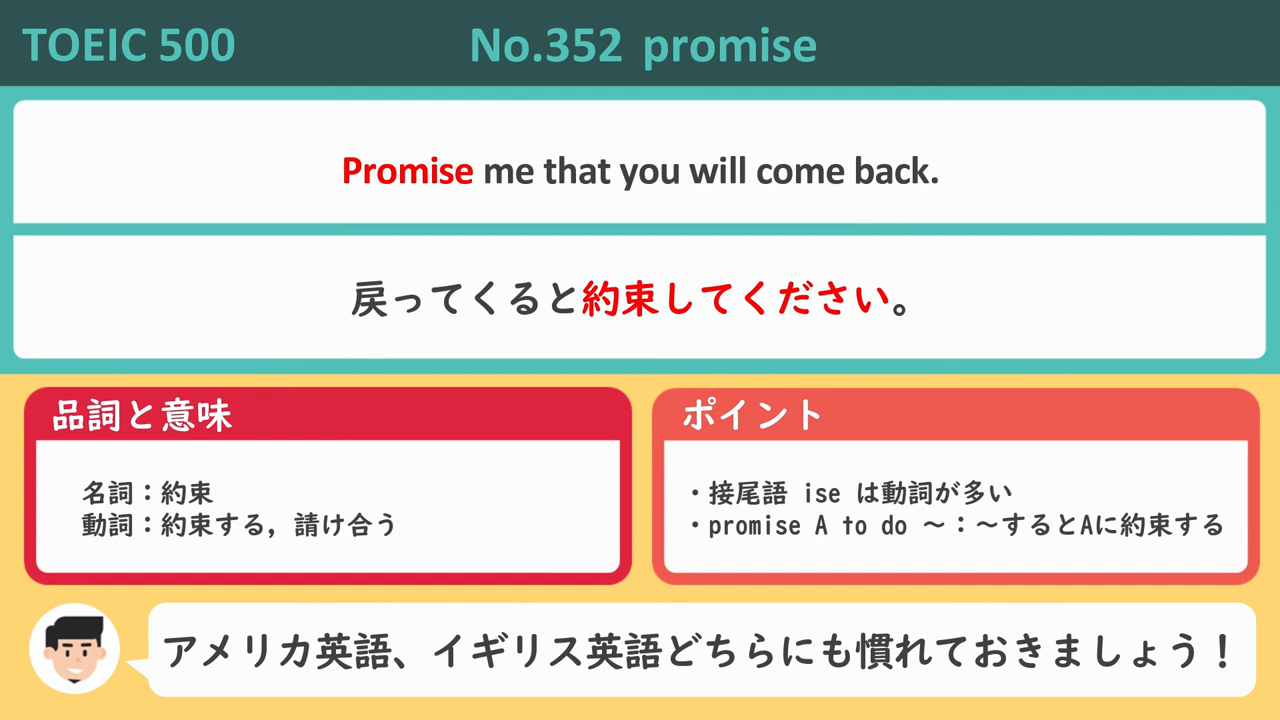 TOEIC 500
No.352 promise
Promise me that you will come back.
戻ってくると約束してください。
品詞と意味
名詞：約束
動詞：約束する，請け合う
ポイント
・接尾語 ise は動詞が多い
・promise A to do ～：～するとAに約束する
アメリカ英語、イギリス英語どちらにも慣れておきましょう！